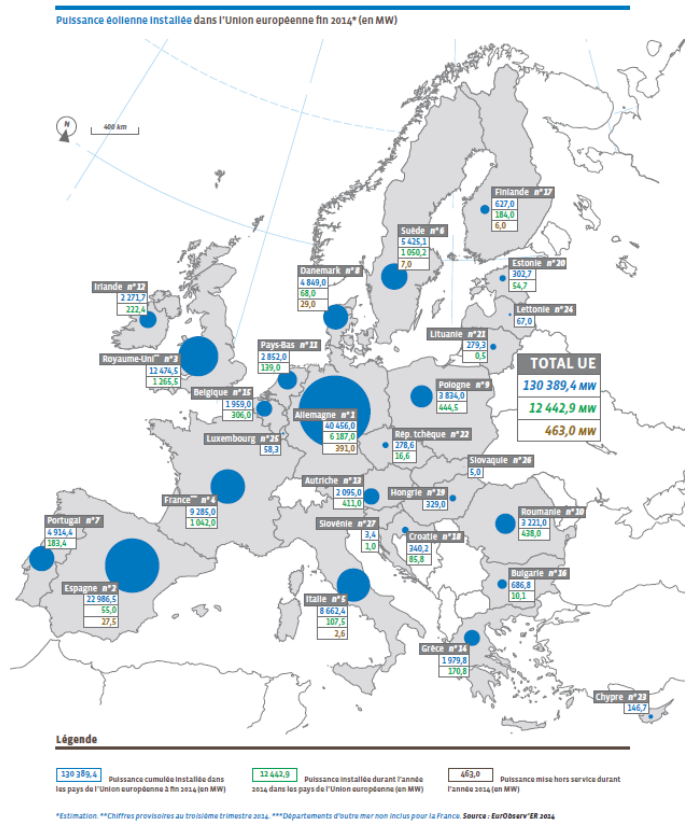 Puissance éolienne installée dans l'Union européenne fin 2014* (en MW)
N
400 km
Finlande n°17
627,0
184,0
6,0
Suède n°6
5 425,1
1 050,2
7,0
Danemark n°8
4 849,0
68,0
29,0
Estonie n°20
302,7
54,7
Irlande n°12
2 271,7
222,4
Lettonie n°24
67,0
Lituanie n°21
279,3
0,5
Pays-Bas n°11
2 852,0
139,0
Royaume-Uni** n°3
12 474,5
1 265,5
TOTAL UE
130 389,4 MW
12 442,9 MW
463,0 MW
Pologne n°9
3 834,0
444,5
Belgique n°15
1 959,0
306,0
Allemagne n°1
40 456,0
6 187,0
391,0
Luxembourg n°25
58,3
Rép. tchèque n°22
278,6
16,6
Slovaquie n°26
5,0
Autriche n°13
2 095,0
411,0
Hongrie n°19
329,0
France*** n°4
9 285,0
1 042,0
Roumanie n°10
3 221,0
438,0
Portugal n°7
4 914,4
183,4
Slovénie n°27
3,4
1,0
Croatie n°18
340,2
85,8
Bulgarie n°16
686,8
10,1
Espagne n°2
22 986,5
55,0
27,5
Italie n°5
8 662,4
107,5
2,6
Grèce n°14
1 979,8
170,8
Chypre n°23
146,7
Légende
130 389,4 Puissance cumulée installée dans
les pays de l'Union européenne à fin 2014 (en MW)
12 442,9 Puissance installée durant l'année
2014 dans les pays de l'Union européenne (en MW)
463,0 Puissance mise hors service durant
l'année 2014 (en MW)
*Estimation. **Chiffres provisoires au troisième trimestre 2014. ***Départements d'outre mer non inclus pour la France. Source : EurObserv'ER 2014